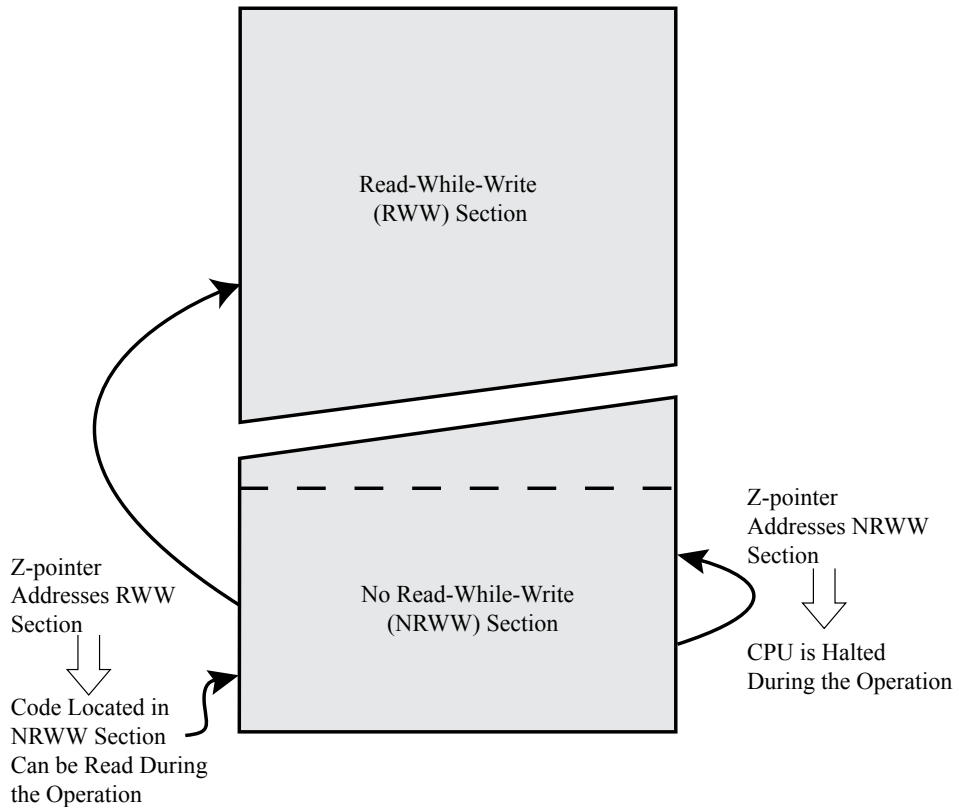 Read-While-Write
(RWW) Section
Z-pointer
Addresses NRWW
Section
Z-pointer
Addresses RWW
Section
No Read-While-Write
(NRWW) Section
CPU is Halted
During the Operation
Code Located in
NRWW Section
Can be Read During
the Operation